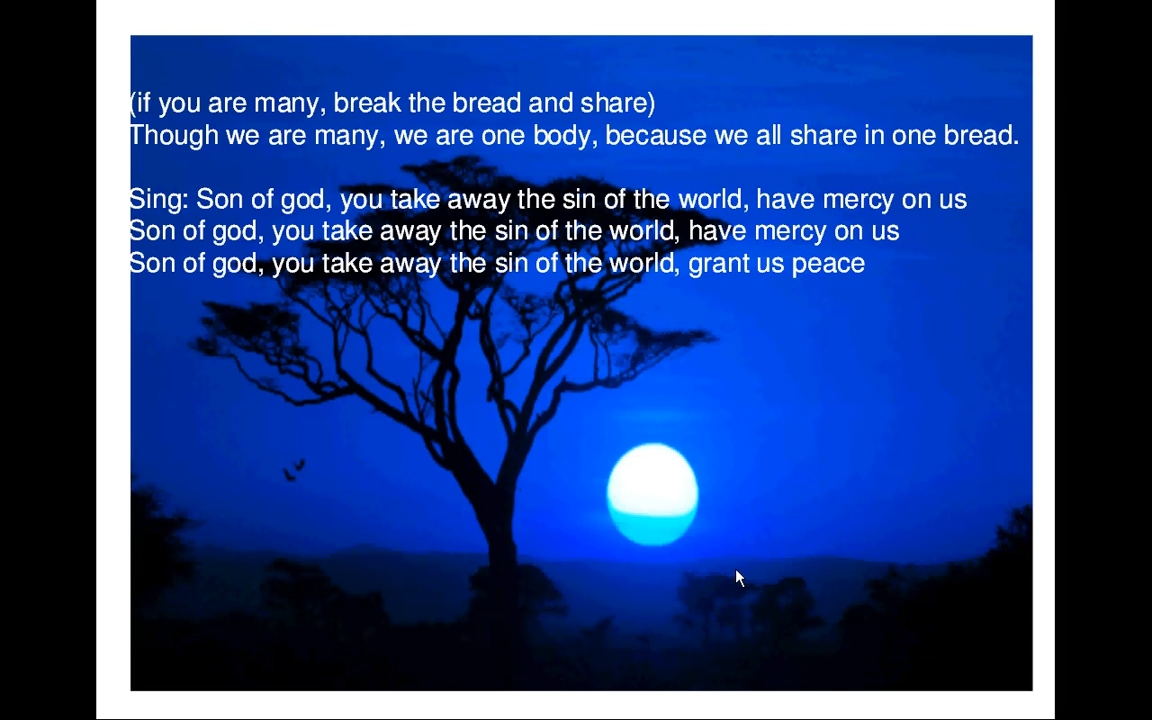 (if you are many, break the bread and share)
Though we are many, we are one body, because we all share in one bread.
Sing: Son of god, you take away the sin of the world, have mercy on us
Son of god, you take away the sin of the world, have mercy on us
Son of god, you take away the sin of the world, grant us peace